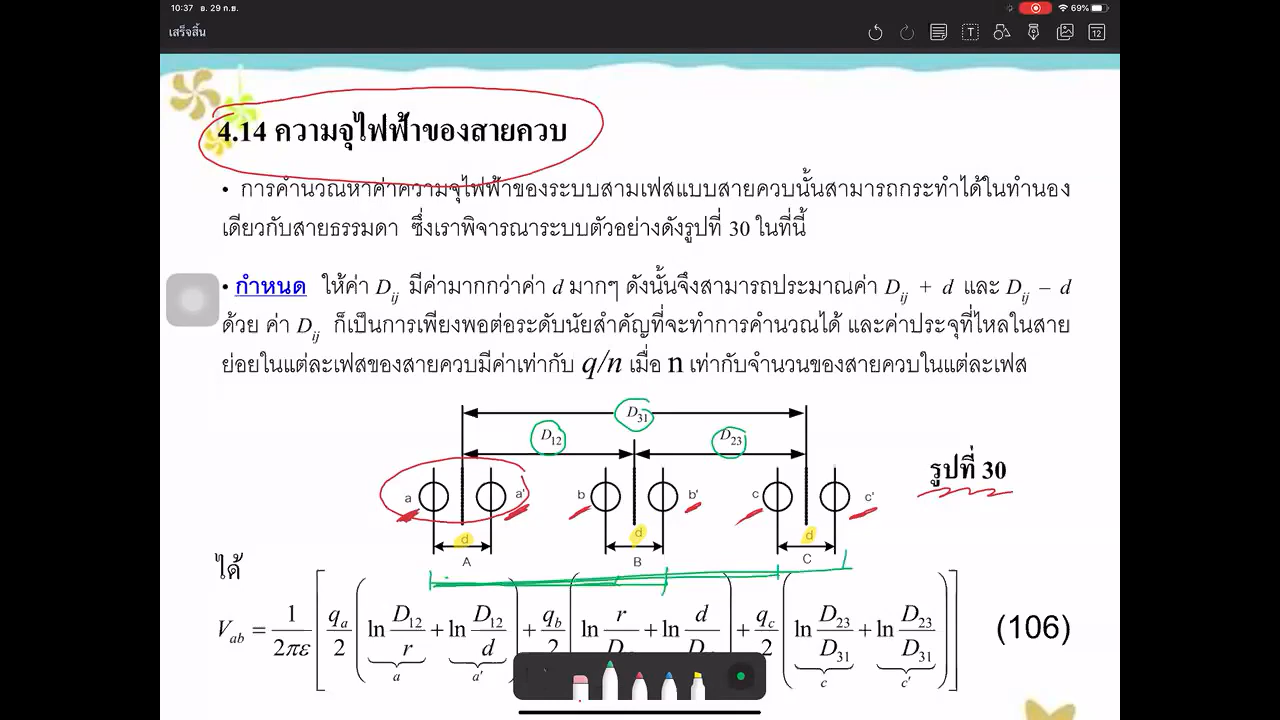 10:37 อ. 29 ก.ย. 69%
เสร็จสิ้น
12
4.14 ความจุไฟฟ้าของสายควบ
• การคำนวณหาค่าความจุไฟฟ้าของระบบสามเฟสแบบสายควบนั้นสามารถกระทำได้ในทำนอง
เดียวกับสายธรรมดา ซึ่งเราพิจารณาระบบตัวอย่างดังรูปที่ 30 ในที่นี้
• กำหนด ให้ค่า D_ij มีค่ามากกว่าค่า d มากๆ ดังนั้นจึงสามารถประมาณค่า D_ij + d และ D_ij – d
ด้วย ค่า D_ij ก็เป็นการเพียงพอต่อระดับนัยสำคัญที่จะทำการคำนวณได้ และค่าประจุที่ไหลในสาย
ย่อยในแต่ละเฟสของสายควบมีค่าเท่ากับ q/n เมื่อ n เท่ากับจำนวนของสายควบในแต่ละเฟส
D_31
D_12 D_23
รูปที่ 30
a a' b b' c c'
d d d
A B C
ได้
V_ab = 1/2πε [ q_a/2 ( ln D_12/r + ln D_12/d ) + q_b/2 ( ln r/D + ln d/D ) + q_c/2 ( ln D_23/D_31 + ln D_23/D_31 ) ] (106)
a a' c c'